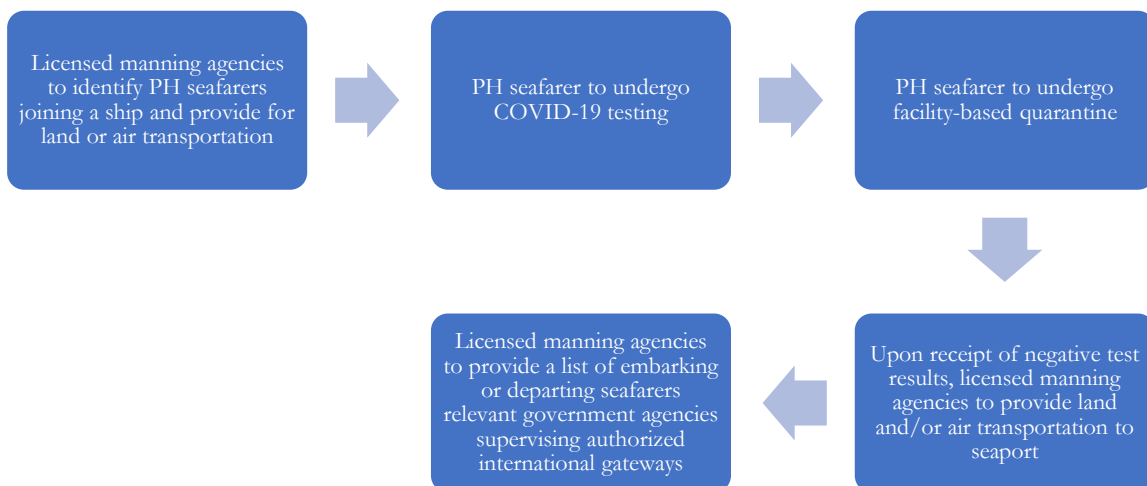 Licensed manning agencies
to identify PH seafarers
joining a ship and provide for
land or air transportation
PH seafarer to undergo
COVID-19 testing
PH seafarer to undergo
facility-based quarantine
Upon receipt of negative test
results, licensed manning
agencies to provide land
and/or air transportation to
seaport
Licensed manning agencies
to provide a list of embarking
or departing seafarers
relevant government agencies
supervising authorized
international gateways